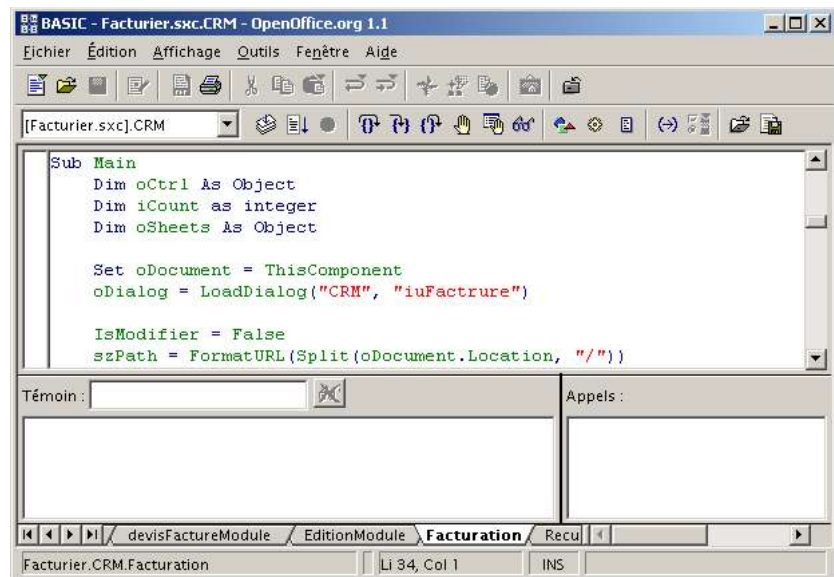 BASIC - Facturier.sxc.CRM - OpenOffice.org 1.1
Fichier Édition Affichage Outils Fenêtre Aide
[Facturier.sxc].CRM
Sub Main
Dim oCtrl As Object
Dim iCount as integer
Dim oSheets As Object
Set oDocument = ThisComponent
oDialog = LoadDialog("CRM", "iuFactrure")
IsModifier = False
szPath = FormatURL(Split(oDocument.Location, "/"))
Témoin :
Appels :
devisFactureModule EditionModule Facturation Recu
Facturier.CRM.Facturation Li 34, Col 1 INS